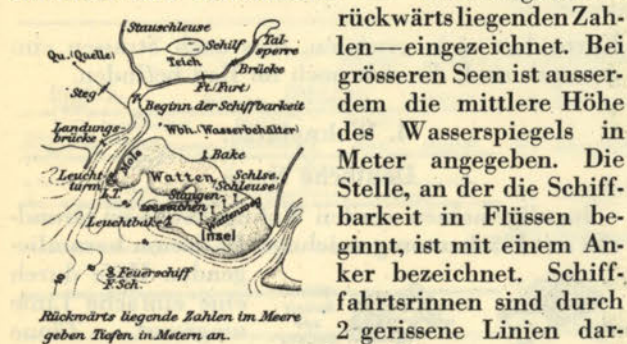 Stauschleuse
Schilf
Teich
Tal-
sperre
Qu. (Quelle)
Brücke
Ft. (Furt)
Steg
Beginn der Schiffbarkeit
Landungs-
brücke
Wbh. (Wasserbehälter)
Mole
Bake
Leucht-
turm
Watten
Schlse.
Schleuse
L.T.
Stangen-
seezeichen
Leuchtbake
Insel
Feuerschiff
F. Sch.
Rückwärts liegende Zahlen im Meere
geben Tiefen in Metern an.
rückwärts liegenden Zah-
len—eingezeichnet. Bei
grösseren Seen ist ausser-
dem die mittlere Höhe
des Wasserspiegels in
Meter angegeben. Die
Stelle, an der die Schiff-
barkeit in Flüssen be-
ginnt, ist mit einem An-
ker bezeichnet. Schiff-
fahrtsrinnen sind durch
2 gerissene Linien dar-